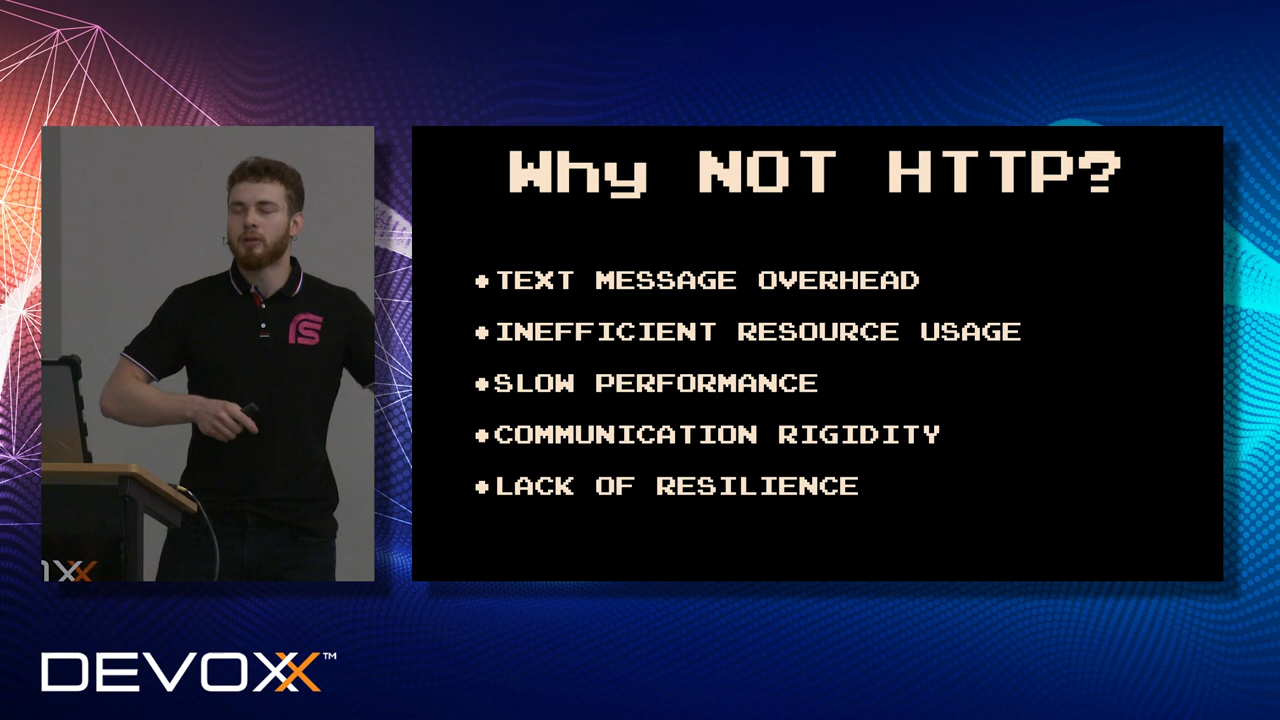 Why NOT HTTP?
•TEXT MESSAGE OVERHEAD
•INEFFICIENT RESOURCE USAGE
•SLOW PERFORMANCE
•COMMUNICATION RIGIDITY
•LACK OF RESILIENCE
DEVOXX™